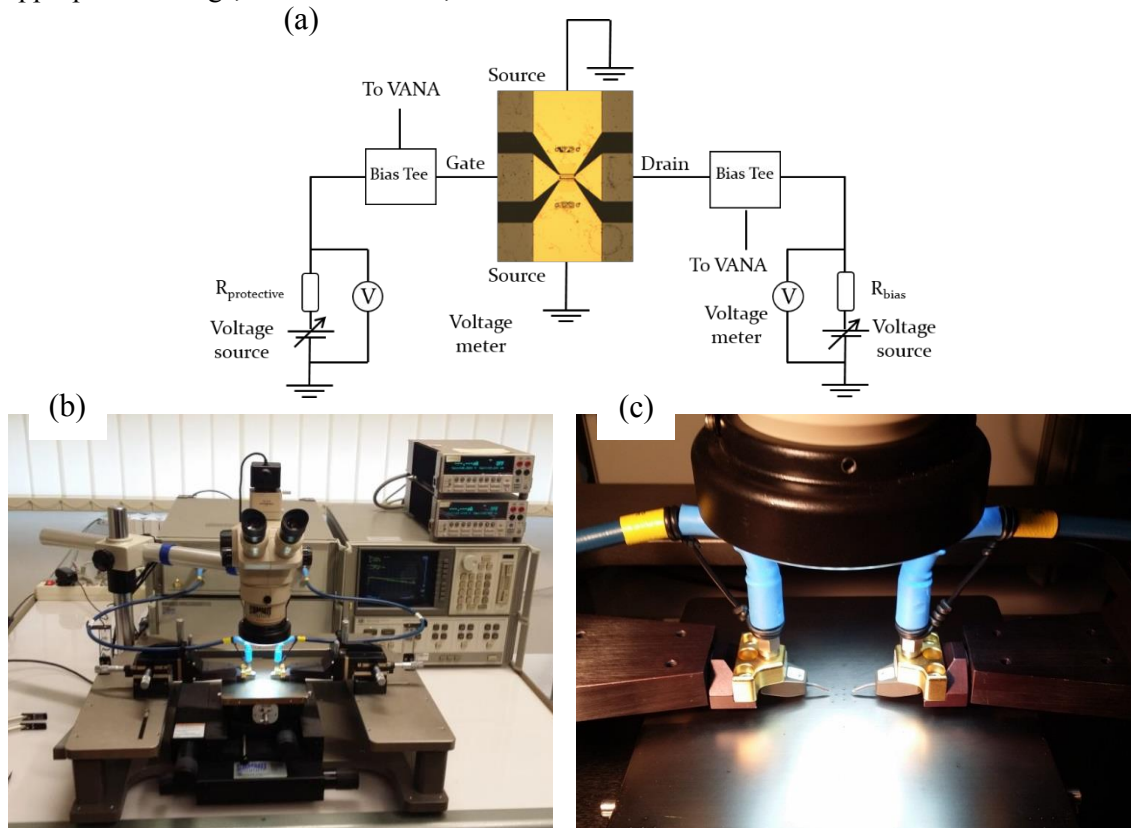 (a)
Source
To VANA
Bias Tee
Gate
Drain
Bias Tee
Source
To VANA
R_protective
V
Voltage
source
Voltage
meter
V
Voltage
meter
R_bias
Voltage
source
(b)
(c)